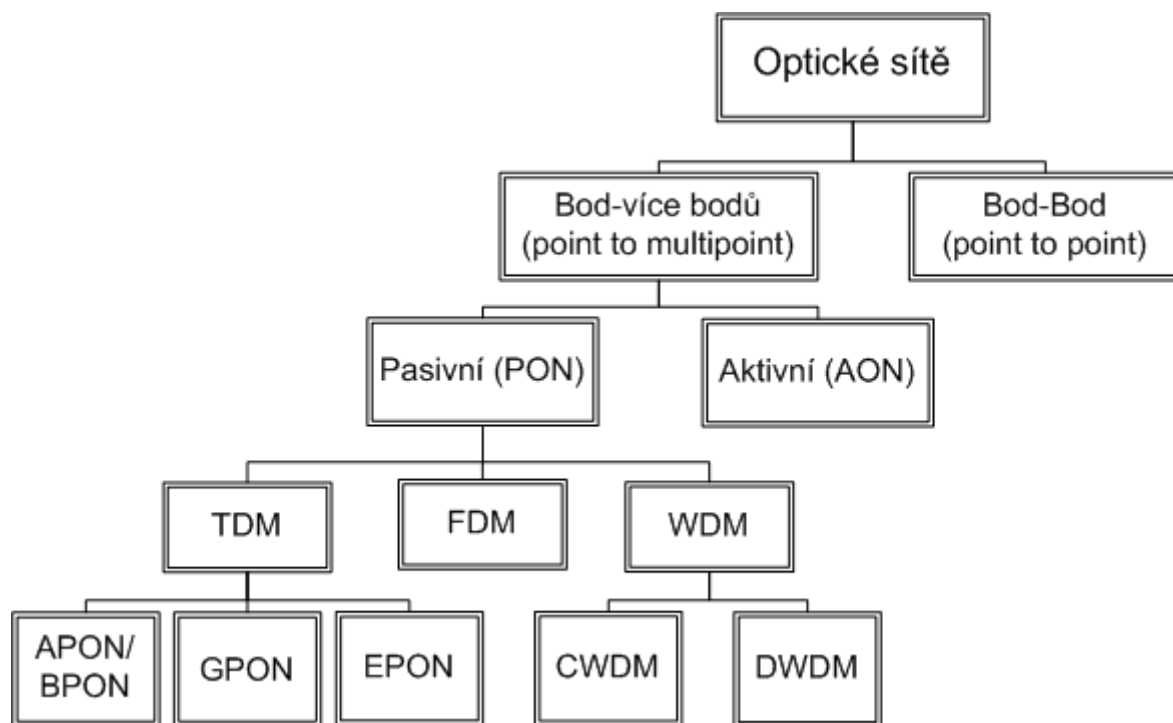 Optické sítě
Bod-více bodů
(point to multipoint)
Bod-Bod
(point to point)
Pasivní (PON)
Aktivní (AON)
TDM
FDM
WDM
APON/
BPON
GPON
EPON
CWDM
DWDM